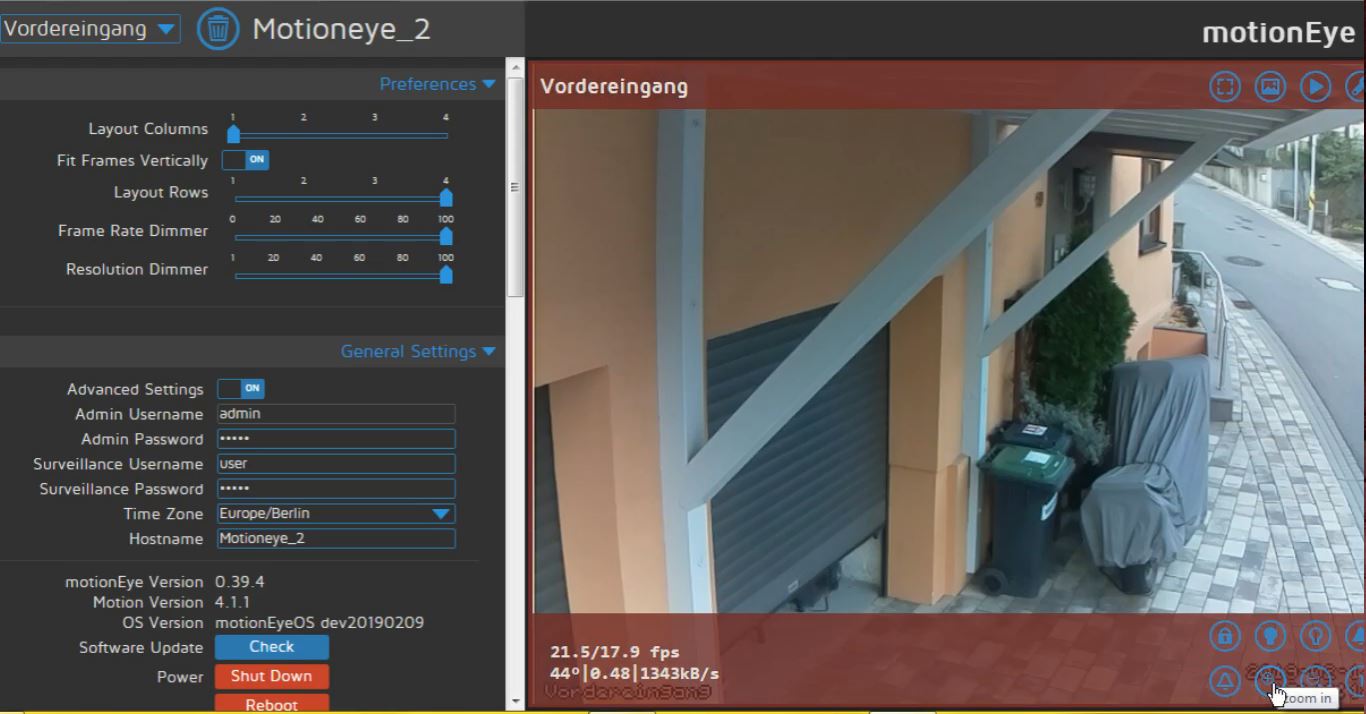 Vordereingang
Motioneye_2
motionEye
Preferences
Layout Columns
1 2 3 4
Fit Frames Vertically
ON
Layout Rows
1 2 3 4
Frame Rate Dimmer
0 20 40 60 80 100
Resolution Dimmer
1 20 40 60 80 100
General Settings
Advanced Settings
ON
Admin Username
admin
Admin Password
•••••
Surveillance Username
user
Surveillance Password
•••••
Time Zone
Europe/Berlin
Hostname
Motioneye_2
motionEye Version 0.39.4
Motion Version 4.1.1
OS Version motionEyeOS dev20190209
Software Update
Check
Power
Shut Down
Reboot
Vordereingang
21.5/17.9 fps
44°|0.48|1343kB/s
Vordereingang
zoom in